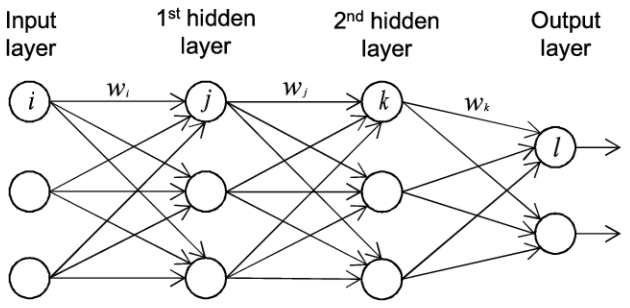 Input
layer
1st hidden
layer
2nd hidden
layer
Output
layer
i
wi
j
wj
k
wk
l